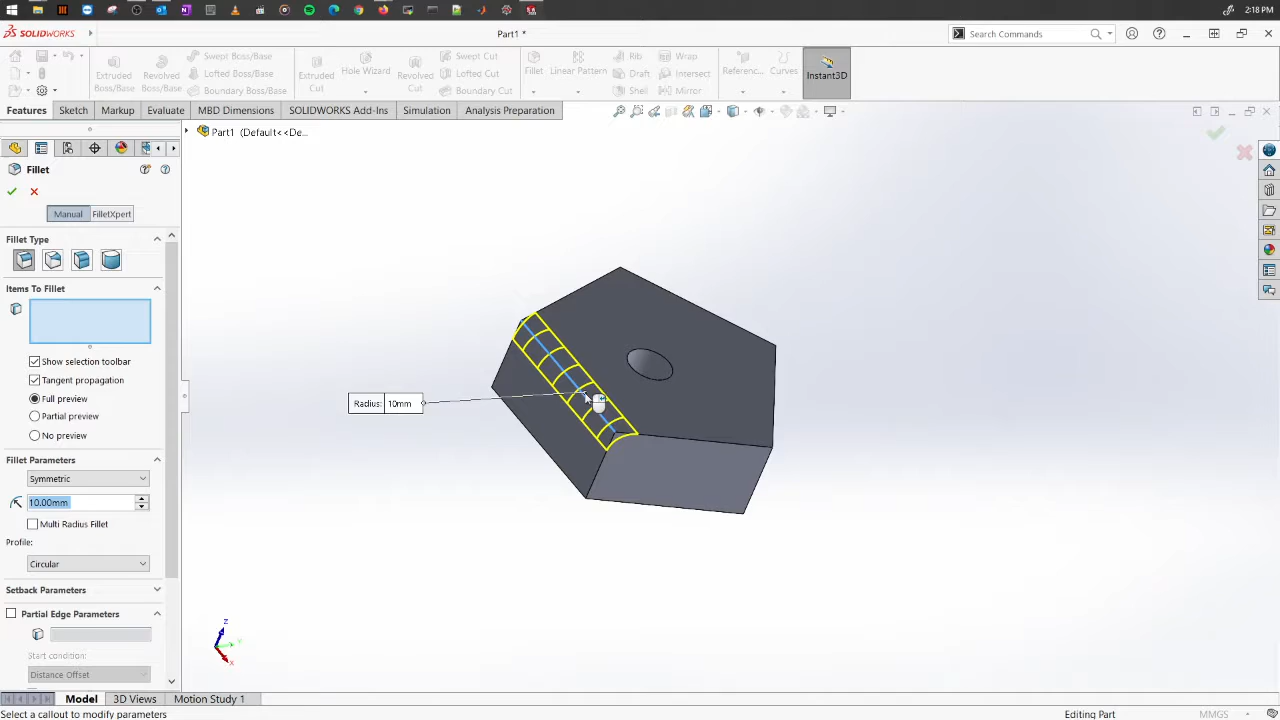 2:18 PM
SOLIDWORKS
Part1 *
Search Commands
Extruded Boss/Base
Revolved Boss/Base
Swept Boss/Base
Lofted Boss/Base
Boundary Boss/Base
Extruded Cut
Hole Wizard
Revolved Cut
Swept Cut
Lofted Cut
Boundary Cut
Fillet
Linear Pattern
Rib
Draft
Shell
Wrap
Intersect
Mirror
Referenc...
Curves
Instant3D
Features Sketch Markup Evaluate MBD Dimensions SOLIDWORKS Add-Ins Simulation Analysis Preparation
Part1 (Default<<De...
Fillet
Manual FilletXpert
Fillet Type
Items To Fillet
Show selection toolbar
Tangent propagation
Full preview
Partial preview
No preview
Fillet Parameters
Symmetric
10.00mm
Multi Radius Fillet
Profile:
Circular
Setback Parameters
Partial Edge Parameters
Start condition:
Distance Offset
Radius: 10mm
Z
Y
X
Model 3D Views Motion Study 1
Select a callout to modify parameters
Editing Part
MMGS